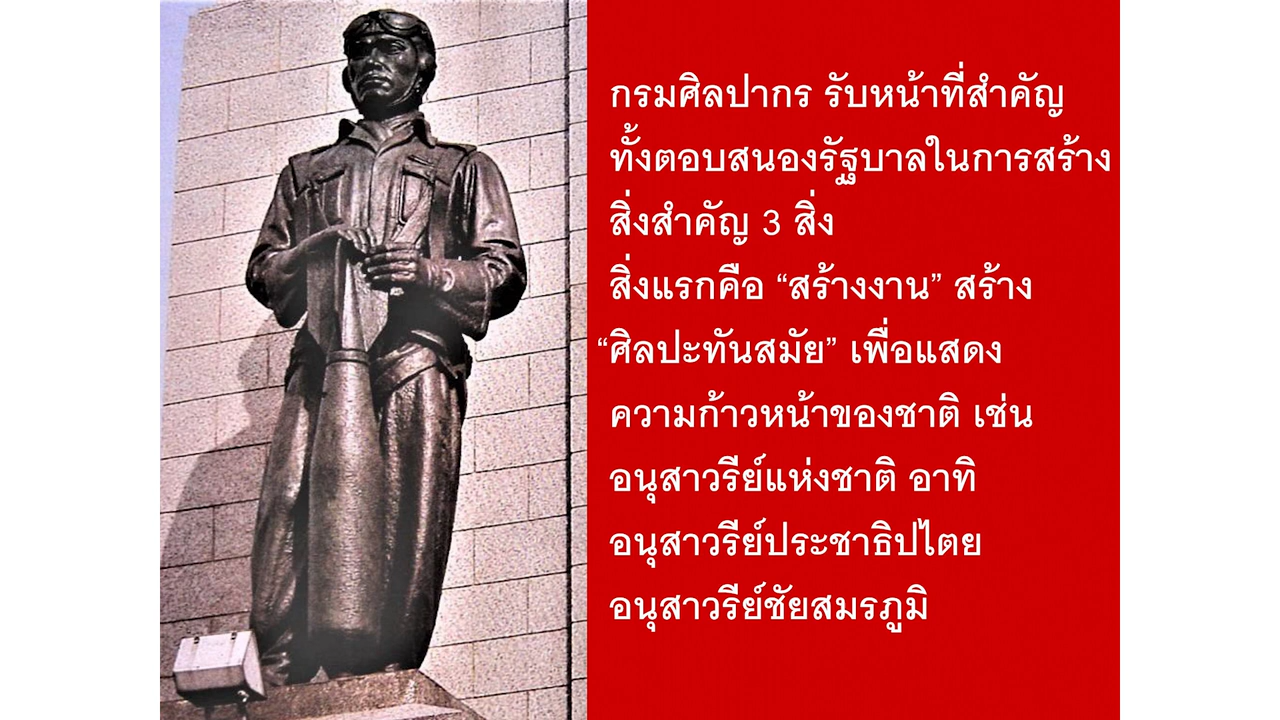 กรมศิลปากร รับหน้าที่สำคัญ
ทั้งตอบสนองรัฐบาลในการสร้าง
สิ่งสำคัญ 3 สิ่ง
สิ่งแรกคือ “สร้างงาน” สร้าง
“ศิลปะทันสมัย” เพื่อแสดง
ความก้าวหน้าของชาติ เช่น
อนุสาวรีย์แห่งชาติ อาทิ
อนุสาวรีย์ประชาธิปไตย
อนุสาวรีย์ชัยสมรภูมิ